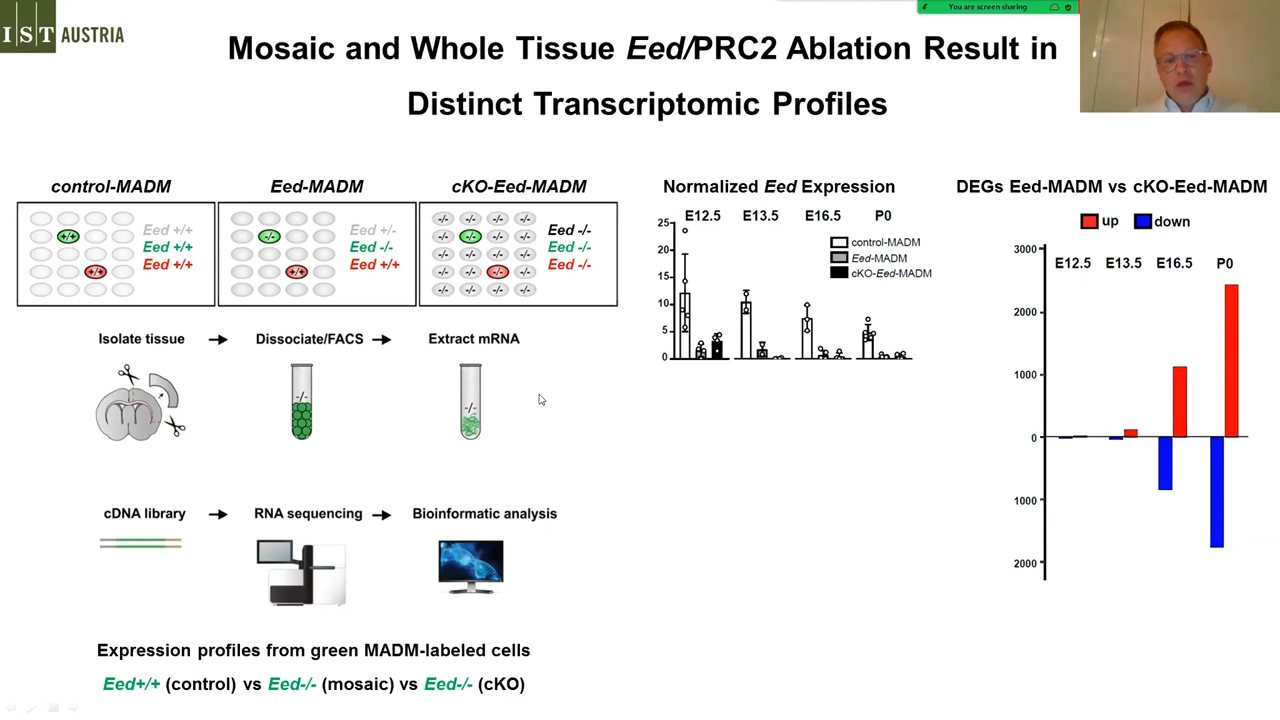 You are screen sharing
IST AUSTRIA
Mosaic and Whole Tissue Eed/PRC2 Ablation Result in
Distinct Transcriptomic Profiles
control-MADM
+/+
+/+
Eed +/+
Eed +/+
Eed +/+
Eed-MADM
-/-
+/+
Eed +/-
Eed -/-
Eed +/+
cKO-Eed-MADM
-/- -/- -/- -/-
-/- -/- -/- -/-
-/- -/- -/- -/-
-/- -/- -/- -/-
-/- -/- -/- -/-
Eed -/-
Eed -/-
Eed -/-
Isolate tissue
Dissociate/FACS
Extract mRNA
-/-
-/-
cDNA library
RNA sequencing
Bioinformatic analysis
Expression profiles from green MADM-labeled cells
Eed+/+ (control) vs Eed-/- (mosaic) vs Eed-/- (cKO)
Normalized Eed Expression
E12.5 E13.5 E16.5 P0
25
20
15
10
5
0
control-MADM
Eed-MADM
cKO-Eed-MADM
DEGs Eed-MADM vs cKO-Eed-MADM
up down
E12.5 E13.5 E16.5 P0
3000
2000
1000
0
1000
2000